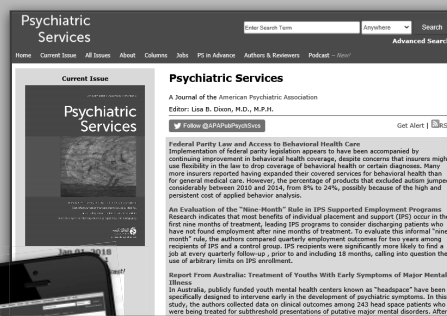 Psychiatric
Services
Enter Search Term
Anywhere
Search
Advanced Search
Home Current Issue All Issues About Columns Jobs PS in Advance Authors & Reviewers Podcast – New!
Current Issue
Psychiatric Services
A Journal of the American Psychiatric Association
Editor: Lisa B. Dixon, M.D., M.P.H.
Psychiatric
Services
Follow @APAPubPsychSvcs
Get Alert | RS
Federal Parity Law and Access to Behavioral Health Care
Implementation of federal parity legislation appears to have been accompanied by
continuing improvement in behavioral health coverage, despite concerns that insurers migh
use flexibility in the law to drop coverage of behavioral health or certain diagnoses. Many
more insurers reported having expanded their covered services for behavioral health than
for general medical care. However, the percentage of products that excluded autism jumped
considerably between 2010 and 2014, from 8% to 24%, possibly because of the high and
persistent cost of applied behavior analysis.
An Evaluation of the "Nine-Month" Rule in IPS Supported Employment Programs
Research indicates that most benefits of individual placement and support (IPS) occur in the
first nine months of treatment, leading IPS programs to consider discharging participants who
have not found employment after nine months of treatment. To evaluate this informal "nine
month" rule, the authors compared quarterly employment outcomes for two years among
recipients of IPS and a control group. IPS recipients were significantly more likely to find a
job at every quarterly follow-up , prior to and including 18 months, calling into question the
use of arbitrary limits on IPS enrollment.
Jan 01, 2018
Report From Australia: Treatment of Youths With Early Symptoms of Major Mental
Illness
In Australia, publicly funded youth mental health centers known as "headspace" have been
specifically designed to intervene early in the development of psychiatric symptoms. In this
study, the authors collected data on clinical outcomes among 243 head space patients who
were being treated for subthreshold presentations of putative major mental disorders. After